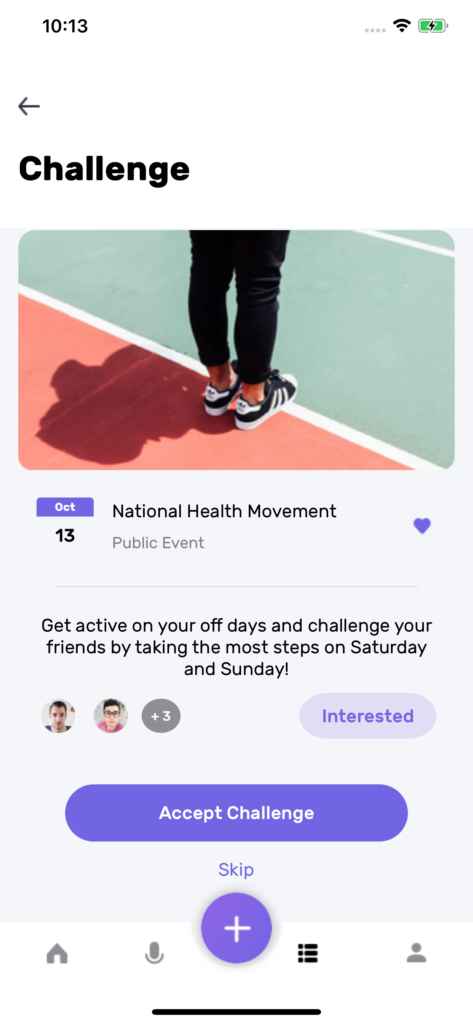 10:13
Challenge
Oct
13
National Health Movement
Public Event
Get active on your off days and challenge your
friends by taking the most steps on Saturday
and Sunday!
+ 3
Interested
Accept Challenge
Skip